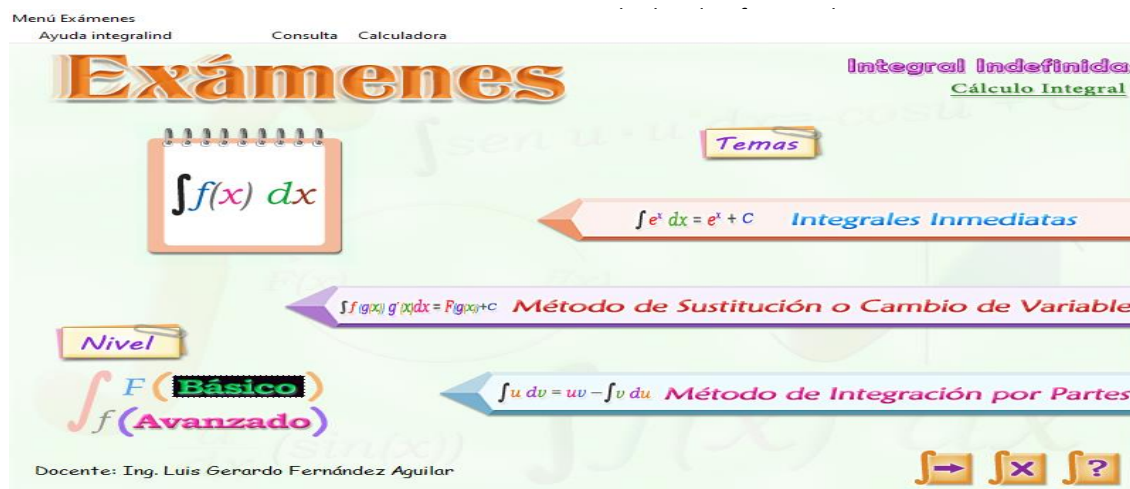 Menú Exámenes
Ayuda integralind Consulta Calculadora
Exámenes
Integral Indefinida
Cálculo Integral
∫f(x) dx
Temas
∫eˣ dx = eˣ + C Integrales Inmediatas
∫f(g(x)) g'(x)dx = F(g(x))+C Método de Sustitución o Cambio de Variable
Nivel
∫u dv = uv – ∫v du Método de Integración por Partes
F (Básico)
f (Avanzado)
Docente: Ing. Luis Gerardo Fernández Aguilar